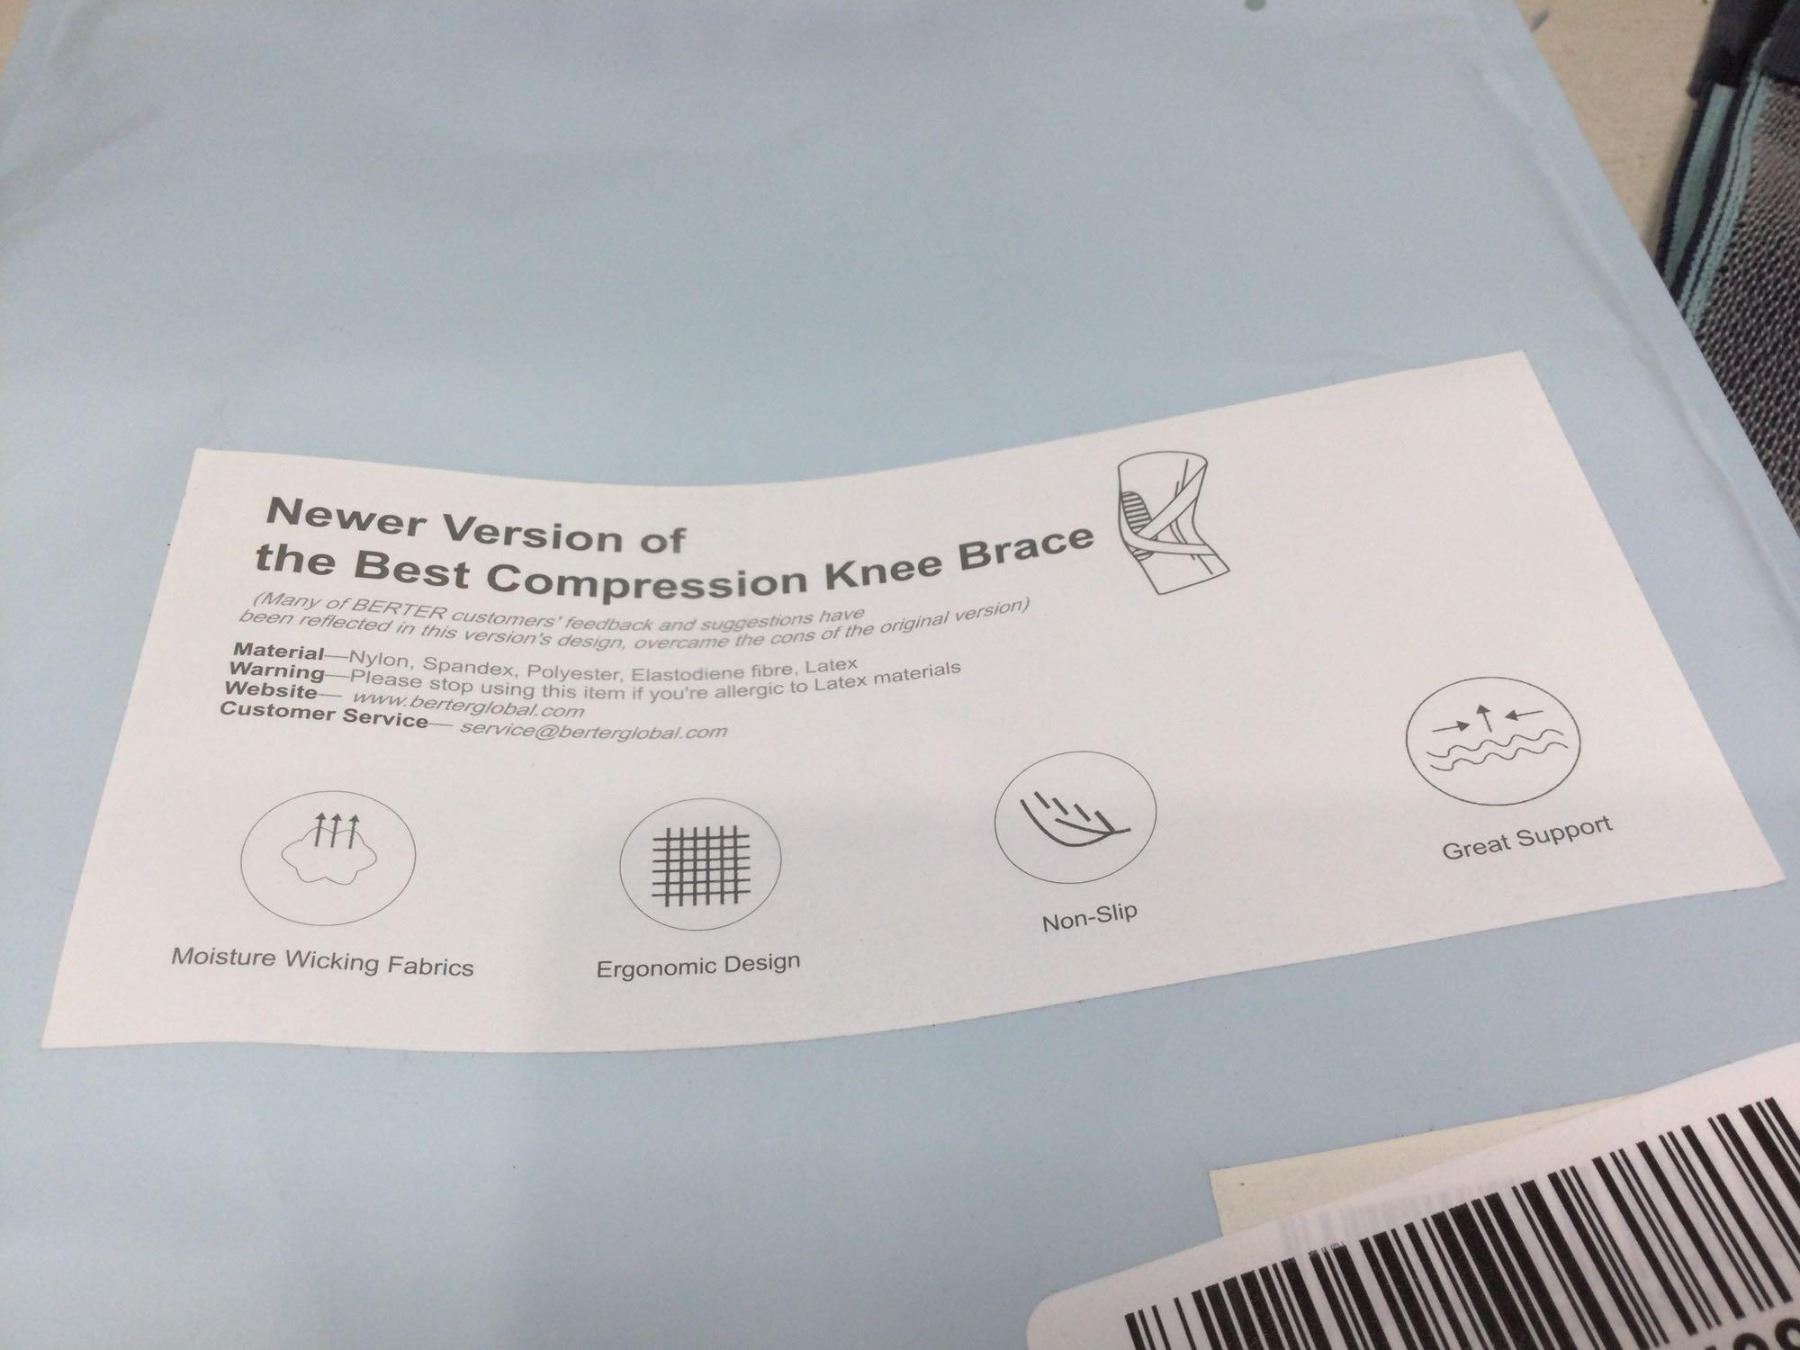 Newer Version of
the Best Compression Knee Brace
(Many of BERTER customers' feedback and suggestions have
been reflected in this version's design, overcame the cons of the original version)
Material—Nylon, Spandex, Polyester, Elastodiene fibre, Latex
Warning—Please stop using this item if you're allergic to Latex materials
Website— www.berterglobal.com
Customer Service— service@berterglobal.com
Moisture Wicking Fabrics
Ergonomic Design
Non-Slip
Great Support